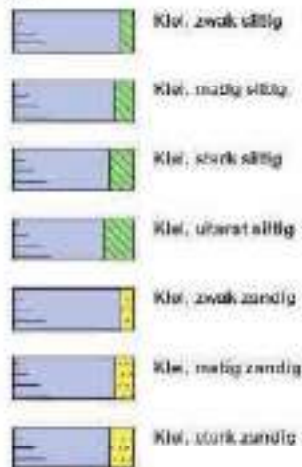 Klei, zwak siltig
Klei, matig siltig
Klei, sterk siltig
Klei, uiterst siltig
Klei, zwak zandig
Klei, matig zandig
Klei, sterk zandig